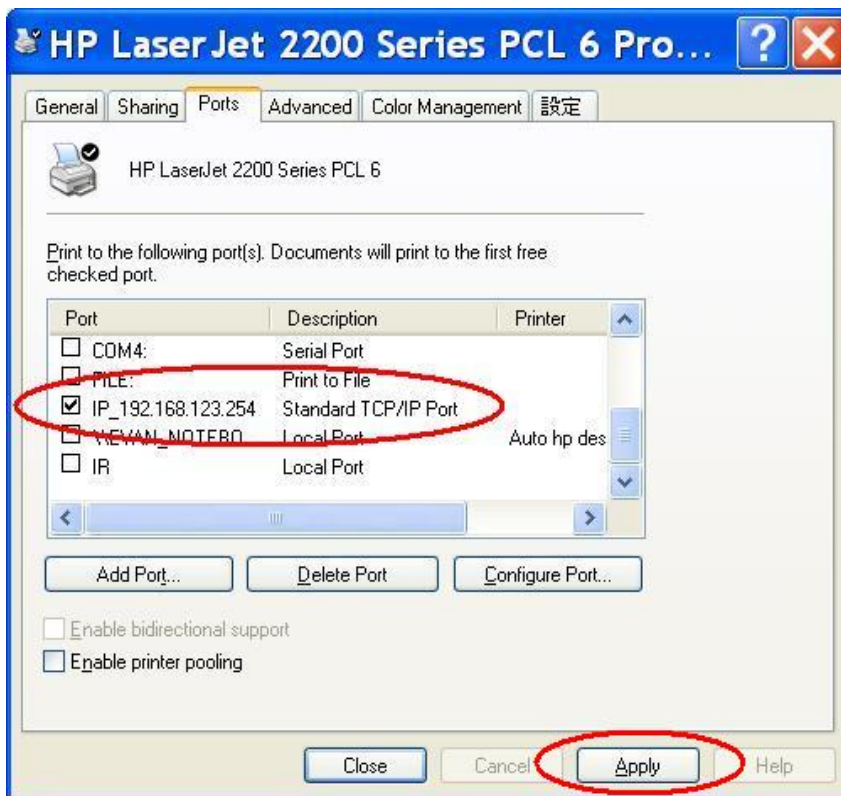 HP LaserJet 2200 Series PCL 6 Pro... ?
General Sharing Ports Advanced Color Management 設定
HP LaserJet 2200 Series PCL 6
Print to the following port(s). Documents will print to the first free
checked port.
Port Description Printer
COM4: Serial Port
FILE: Print to File
IP_192.168.123.254 Standard TCP/IP Port
\\EVAN_NOTEBO... Local Port Auto hp des
IR Local Port
Add Port... Delete Port Configure Port...
Enable bidirectional support
Enable printer pooling
Close Cancel Apply Help